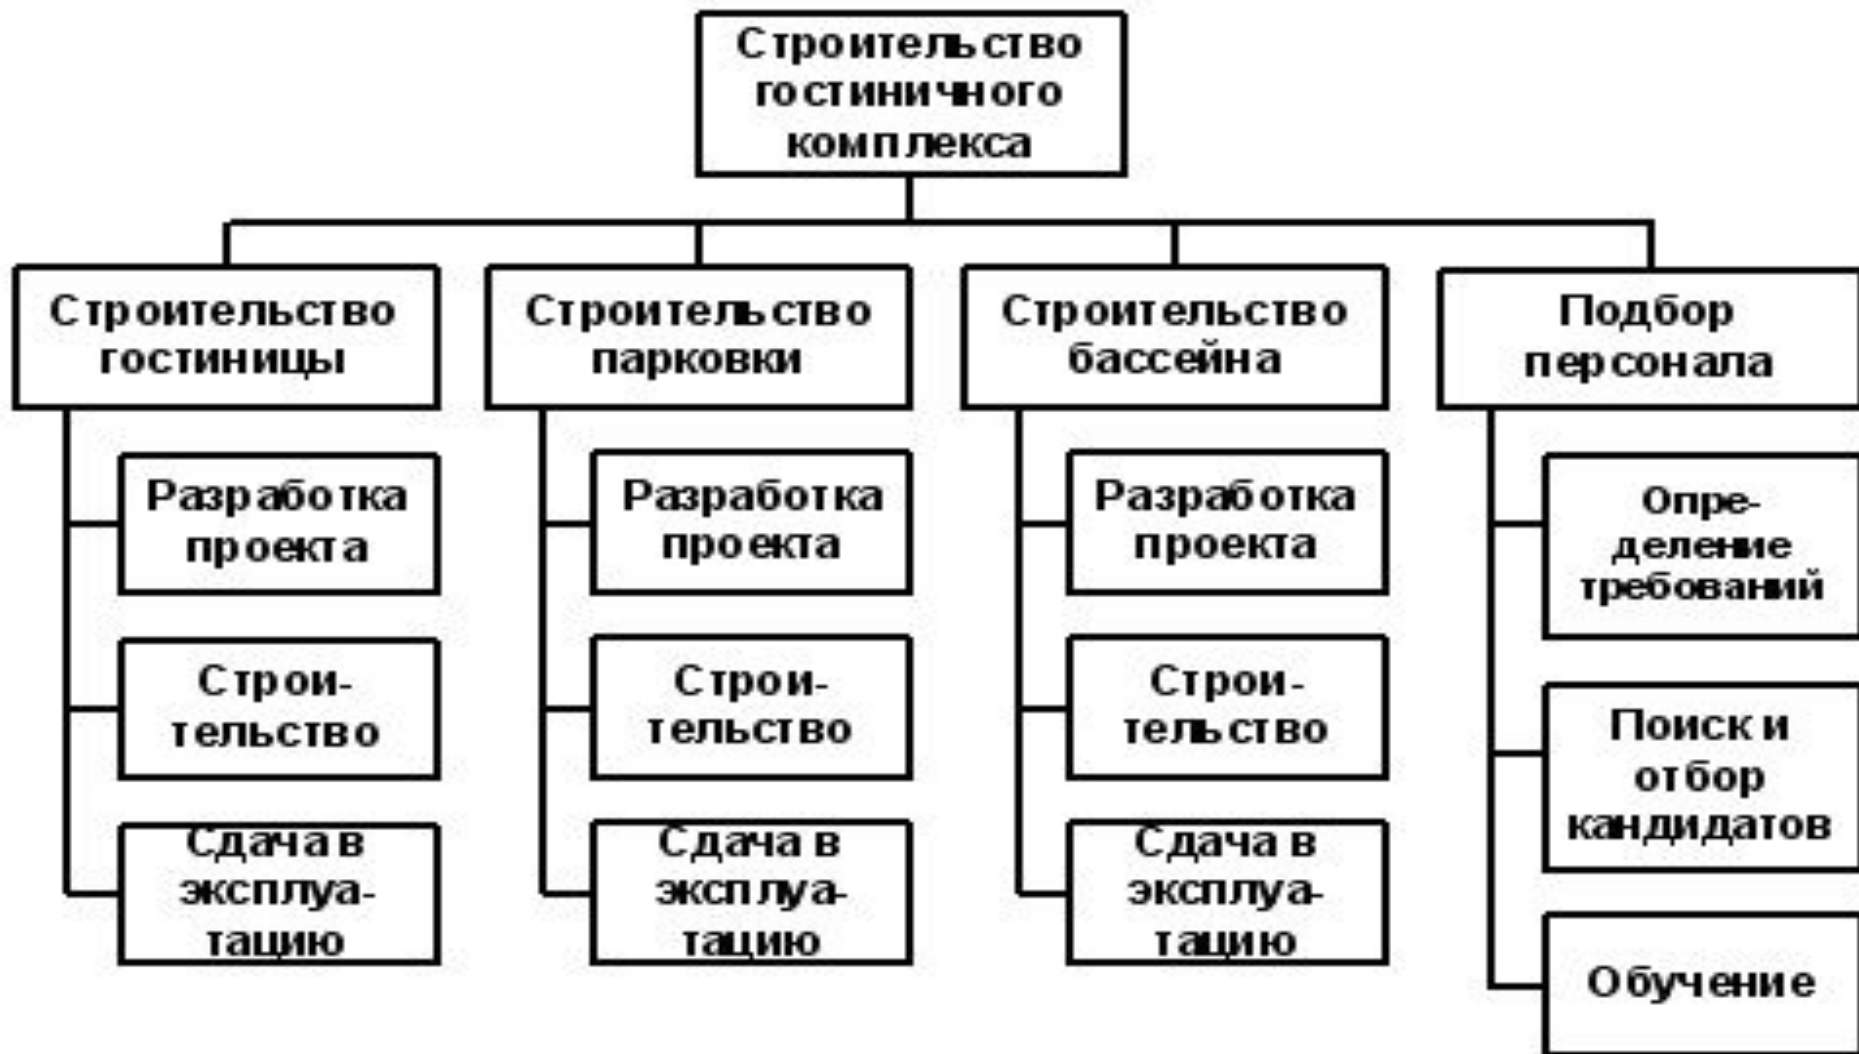 Строительство
гостиничного
комплекса
Строительство
гостиницы
Строительство
парковки
Строительство
бассейна
Подбор
персонала
Разработка
проекта
Строи-
тельство
Сдача в
эксплуа-
тацию
Разработка
проекта
Строи-
тельство
Сдача в
эксплуа-
тацию
Разработка
проекта
Строи-
тельство
Сдача в
эксплуа-
тацию
Опре-
деление
требований
Поиск и
отбор
кандидатов
Обучение